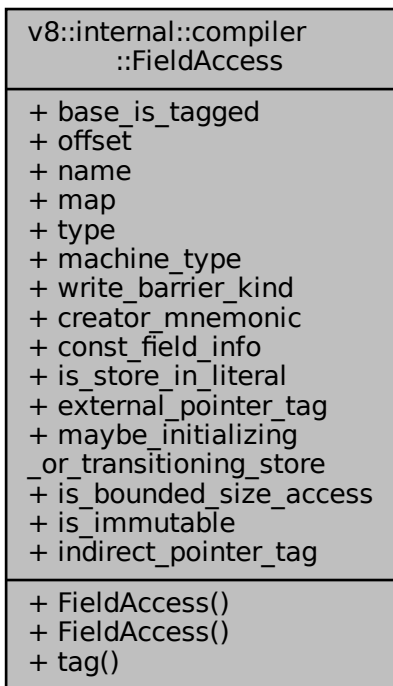 v8::internal::compiler
::FieldAccess
+ base_is_tagged
+ offset
+ name
+ map
+ type
+ machine_type
+ write_barrier_kind
+ creator_mnemonic
+ const_field_info
+ is_store_in_literal
+ external_pointer_tag
+ maybe_initializing
_or_transitioning_store
+ is_bounded_size_access
+ is_immutable
+ indirect_pointer_tag
+ FieldAccess()
+ FieldAccess()
+ tag()